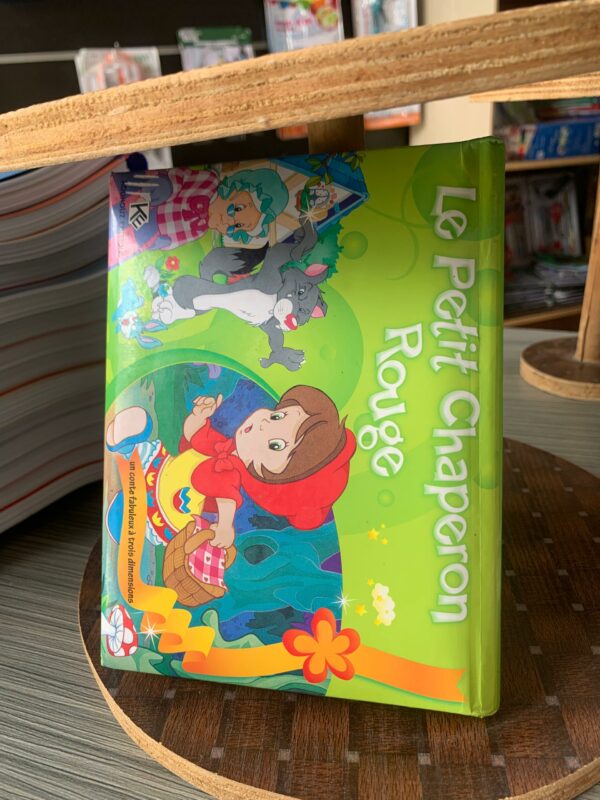 Le Petit Chaperon
Rouge
un conte fabuleux à trois dimensions